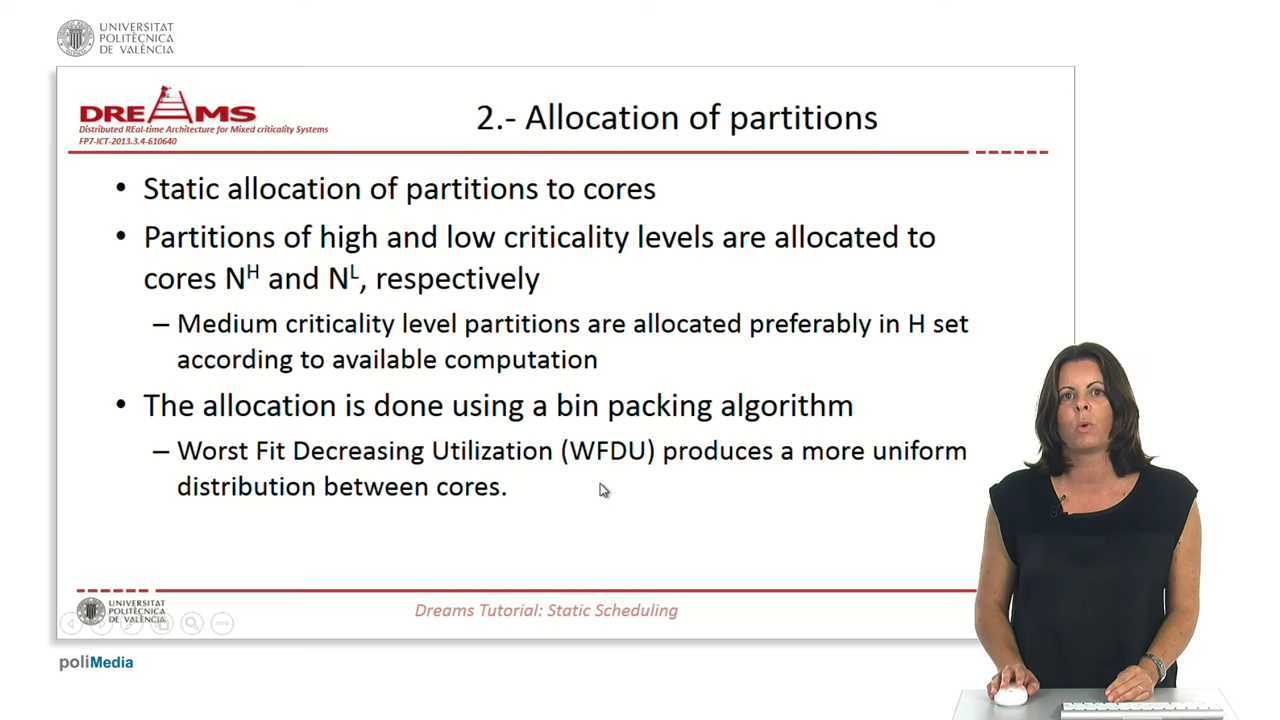 UNIVERSITAT
POLITÈCNICA
DE VALÈNCIA
DREAMS
Distributed REal-time Architecture for Mixed criticality Systems
FP7-ICT-2013.3.4-610640
2.- Allocation of partitions
• Static allocation of partitions to cores
• Partitions of high and low criticality levels are allocated to
cores Nᴴ and Nᴸ, respectively
– Medium criticality level partitions are allocated preferably in H set
according to available computation
• The allocation is done using a bin packing algorithm
– Worst Fit Decreasing Utilization (WFDU) produces a more uniform
distribution between cores.
UNIVERSITAT
POLITÈCNICA
DE VALÈNCIA
Dreams Tutorial: Static Scheduling
poliMedia